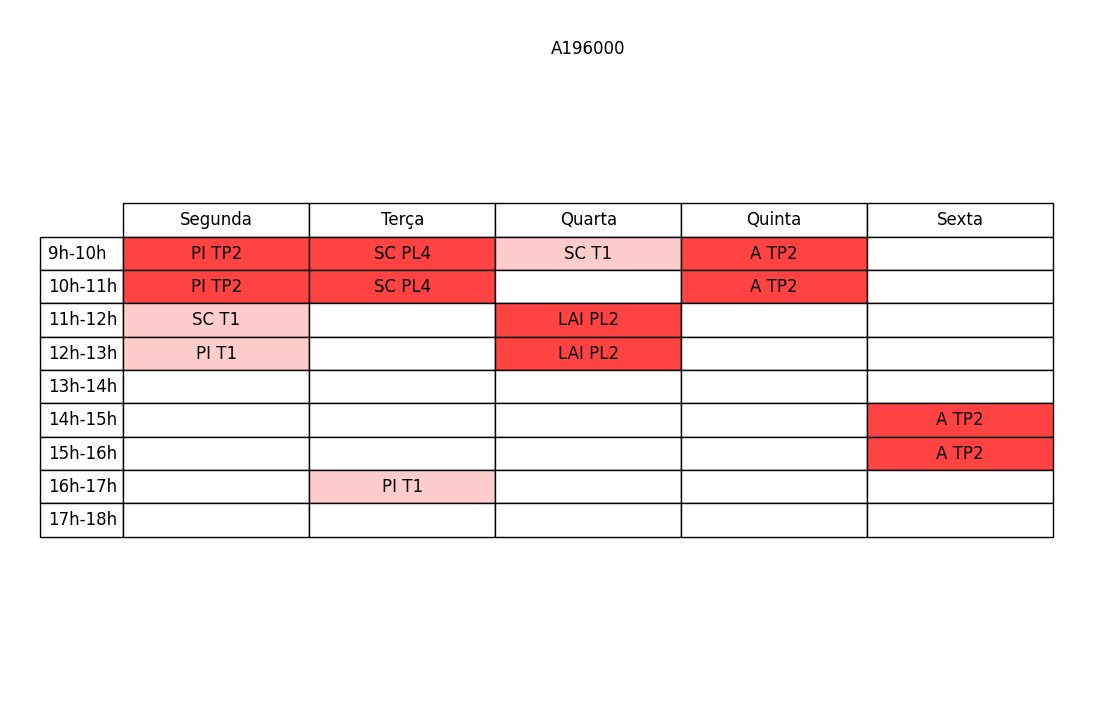 A196000
Segunda Terça Quarta Quinta Sexta
9h-10h PI TP2 SC PL4 SC T1 A TP2
10h-11h PI TP2 SC PL4 A TP2
11h-12h SC T1 LAI PL2
12h-13h PI T1 LAI PL2
13h-14h
14h-15h A TP2
15h-16h A TP2
16h-17h PI T1
17h-18h